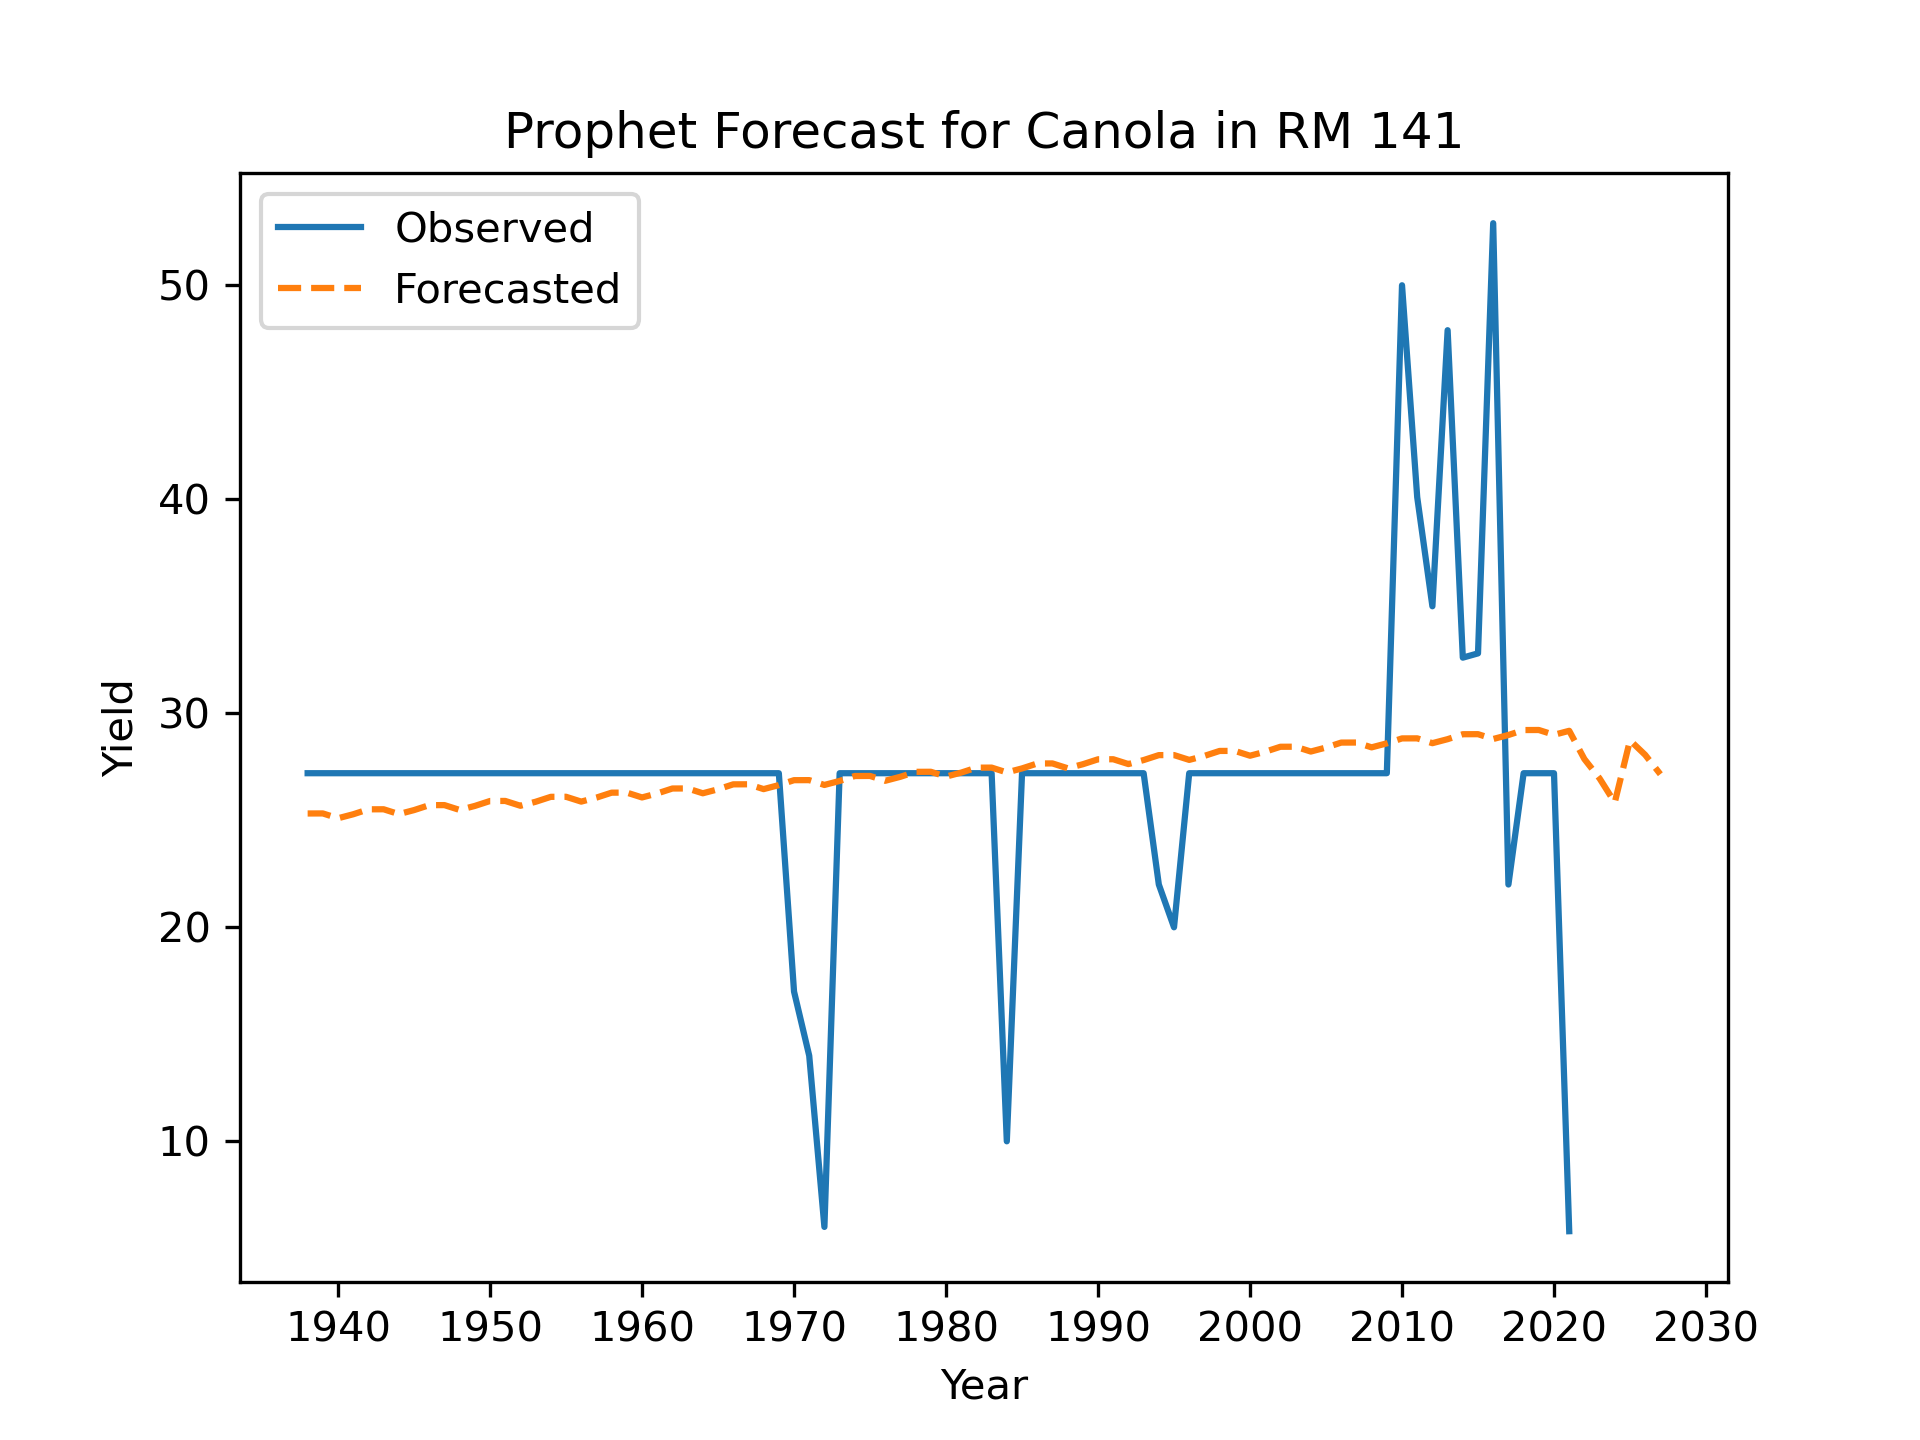 Prophet Forecast for Canola in RM 141
Observed
Forecasted
50
40
30
20
10
Yield
1940 1950 1960 1970 1980 1990 2000 2010 2020 2030
Year